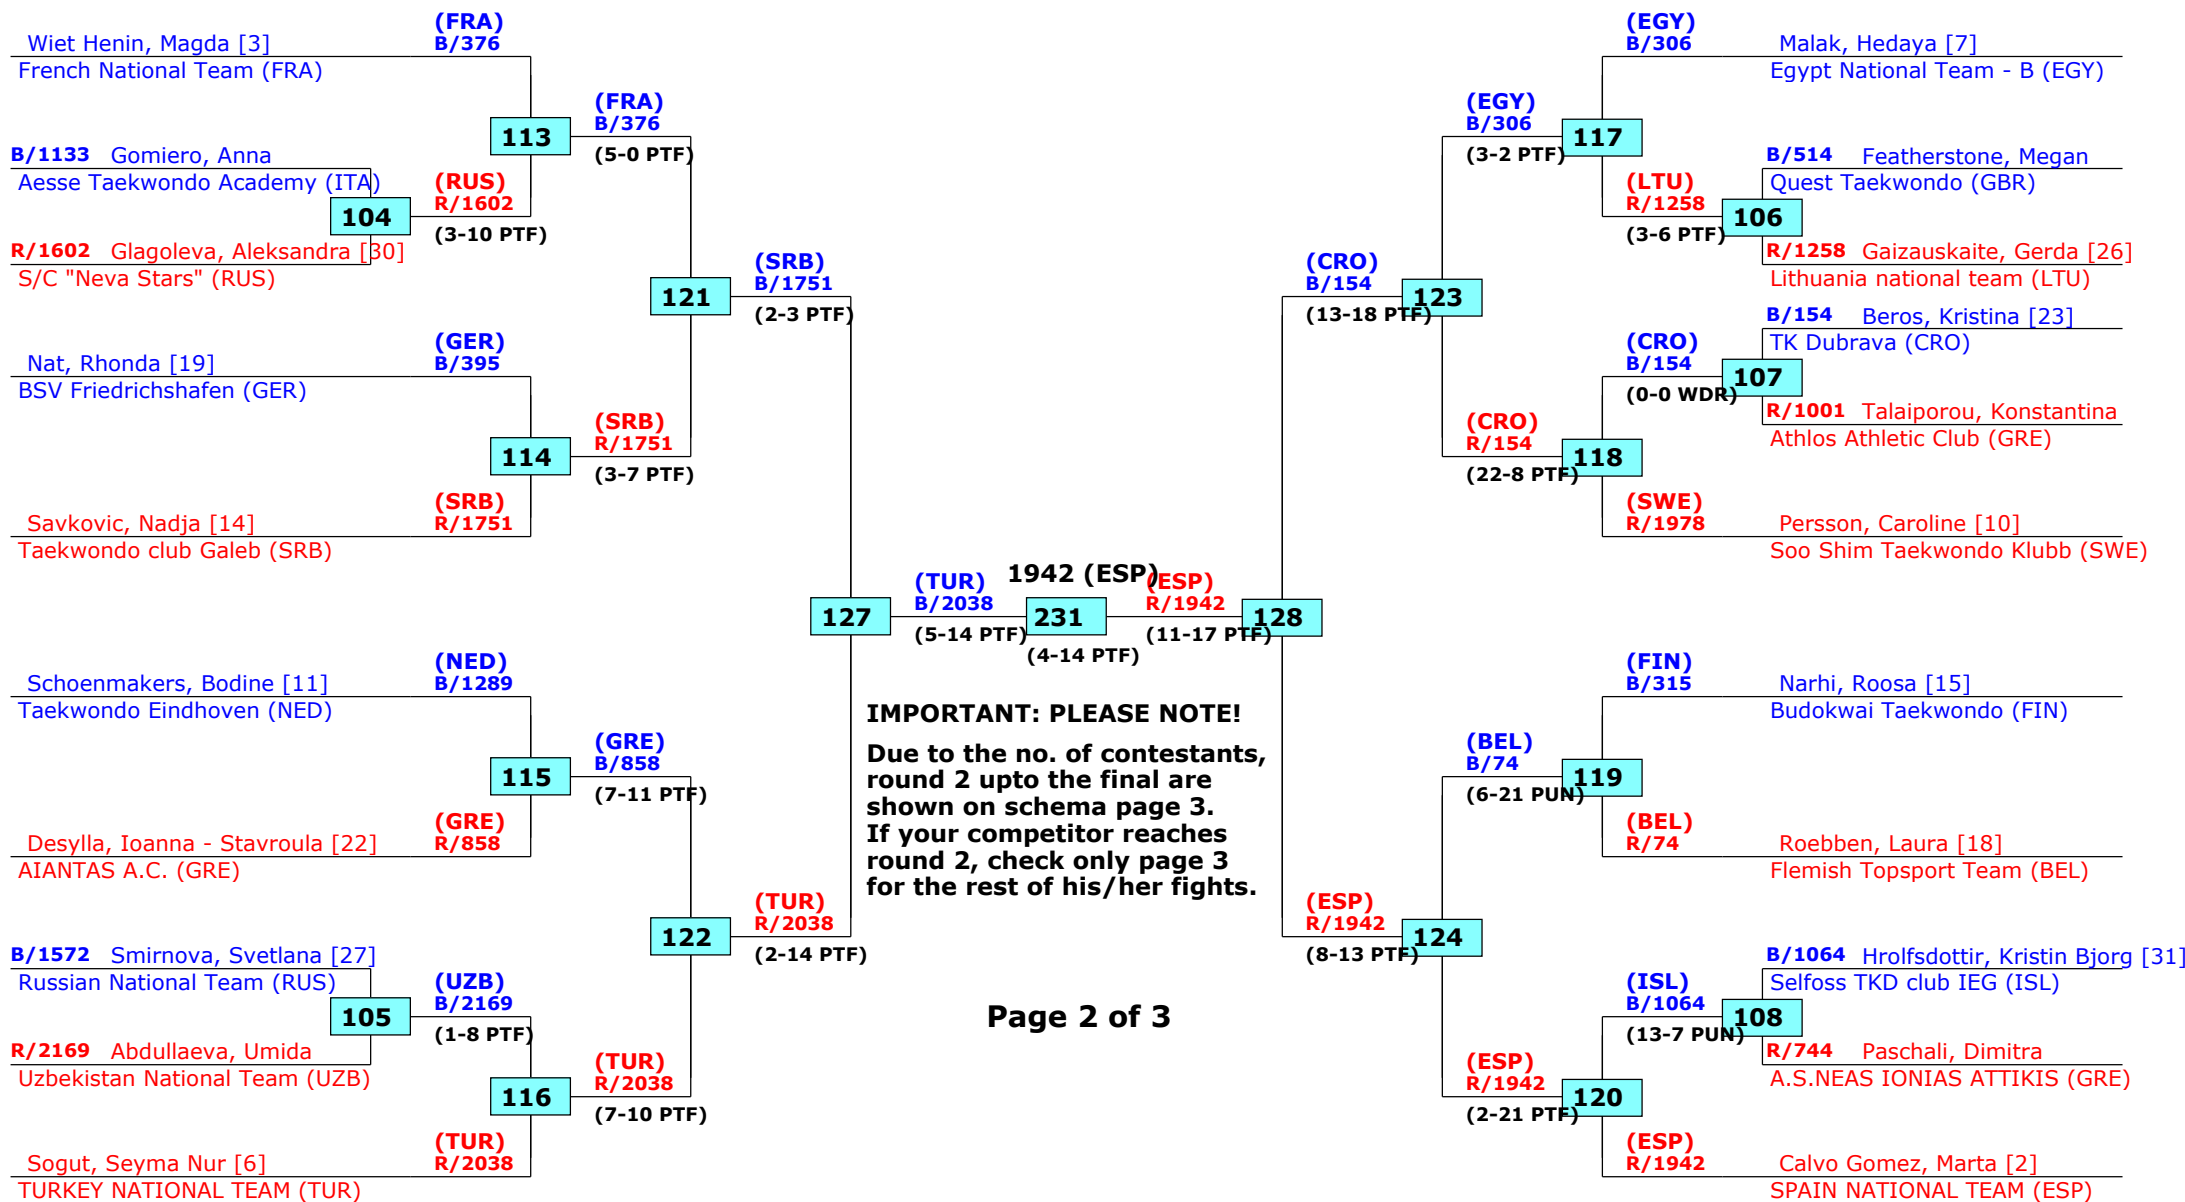 (FRA)
Wiet Henin, Magda [3]
B/376
French National Team (FRA)
(FRA)
B/376
113
(5-0 PTF)
B/1133 Gomiero, Anna
Aesse Taekwondo Academy (ITA)
(RUS)
R/1602
104
(3-10 PTF)
R/1602 Glagoleva, Aleksandra [30]
S/C "Neva Stars" (RUS)
(SRB)
B/1751
121
(2-3 PTF)
(GER)
Nat, Rhonda [19]
B/395
BSV Friedrichshafen (GER)
(SRB)
R/1751
114
(3-7 PTF)
(SRB)
Savkovic, Nadja [14]
R/1751
Taekwondo club Galeb (SRB)
127
(TUR)
B/2038
(5-14 PTF)
1942 (ESP)
231
(4-14 PTF)
(ESP)
R/1942
(11-17 PTF)
128
(NED)
Schoenmakers, Bodine [11]
B/1289
Taekwondo Eindhoven (NED)
(GRE)
B/858
115
(7-11 PTF)
(GRE)
Desylla, Ioanna - Stavroula [22]
R/858
AIANTAS A.C. (GRE)
(TUR)
R/2038
122
(2-14 PTF)
B/1572 Smirnova, Svetlana [27]
Russian National Team (RUS)
(UZB)
B/2169
105
(1-8 PTF)
R/2169 Abdullaeva, Umida
Uzbekistan National Team (UZB)
(TUR)
R/2038
116
(7-10 PTF)
(TUR)
Sogut, Seyma Nur [6]
R/2038
TURKEY NATIONAL TEAM (TUR)
IMPORTANT: PLEASE NOTE!
Due to the no. of contestants,
round 2 upto the final are
shown on schema page 3.
If your competitor reaches
round 2, check only page 3
for the rest of his/her fights.
Page 2 of 3
(EGY)
B/306
Malak, Hedaya [7]
Egypt National Team - B (EGY)
(EGY)
B/306
117
(3-2 PTF)
B/514 Featherstone, Megan
Quest Taekwondo (GBR)
(LTU)
R/1258
106
(3-6 PTF)
R/1258 Gaizauskaite, Gerda [26]
Lithuania national team (LTU)
(CRO)
B/154
123
(13-18 PTF)
B/154 Beros, Kristina [23]
TK Dubrava (CRO)
(CRO)
B/154
107
(0-0 WDR)
R/1001 Talaiporou, Konstantina
Athlos Athletic Club (GRE)
(CRO)
R/154
118
(22-8 PTF)
(SWE)
R/1978
Persson, Caroline [10]
Soo Shim Taekwondo Klubb (SWE)
(FIN)
B/315
Narhi, Roosa [15]
Budokwai Taekwondo (FIN)
(BEL)
B/74
119
(6-21 PUN)
(BEL)
R/74
Roebben, Laura [18]
Flemish Topsport Team (BEL)
(ESP)
R/1942
124
(8-13 PTF)
B/1064 Hrolfsdottir, Kristin Bjorg [31]
Selfoss TKD club IEG (ISL)
(ISL)
B/1064
108
(13-7 PUN)
R/744 Paschali, Dimitra
A.S.NEAS IONIAS ATTIKIS (GRE)
(ESP)
R/1942
120
(2-21 PTF)
(ESP)
R/1942
Calvo Gomez, Marta [2]
SPAIN NATIONAL TEAM (ESP)